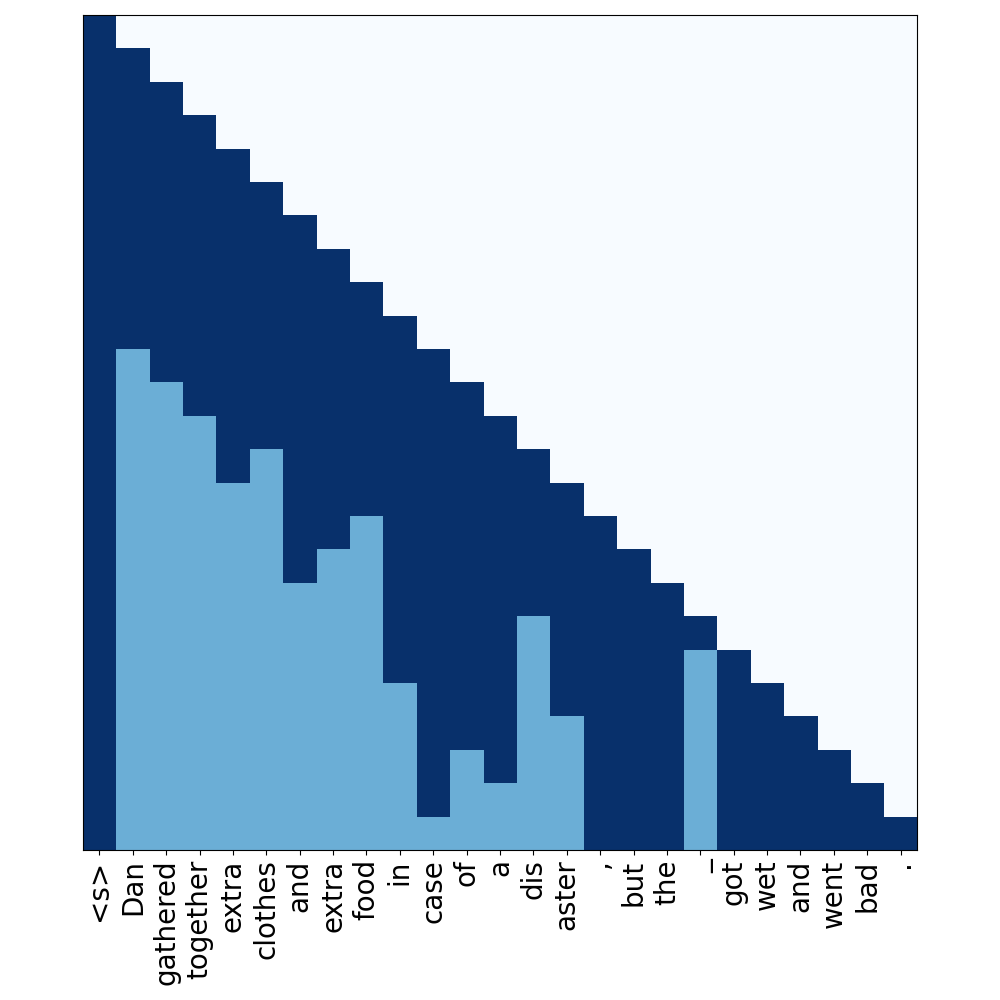 <s> Dan gathered together extra clothes and extra food in case of a dis aster , but the _ got wet and went bad .